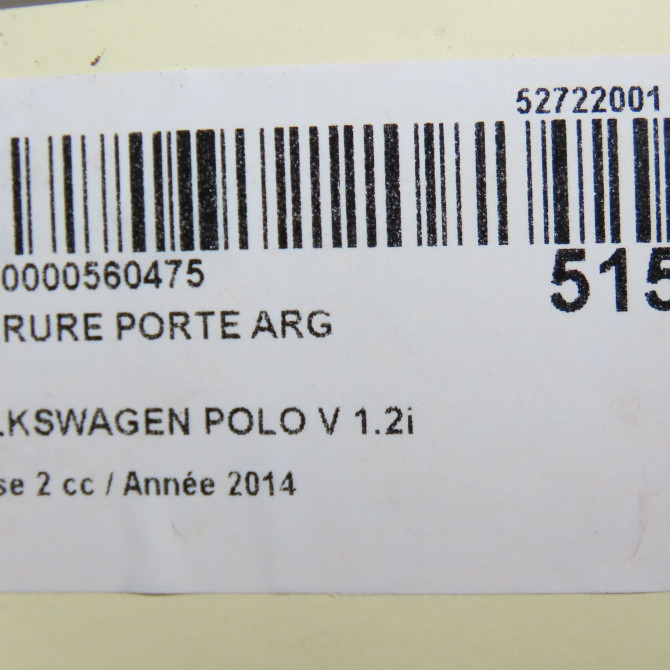 52722001
0000560475
515
RURE PORTE ARG
LKSWAGEN POLO V 1.2i
se 2 cc / Année 2014